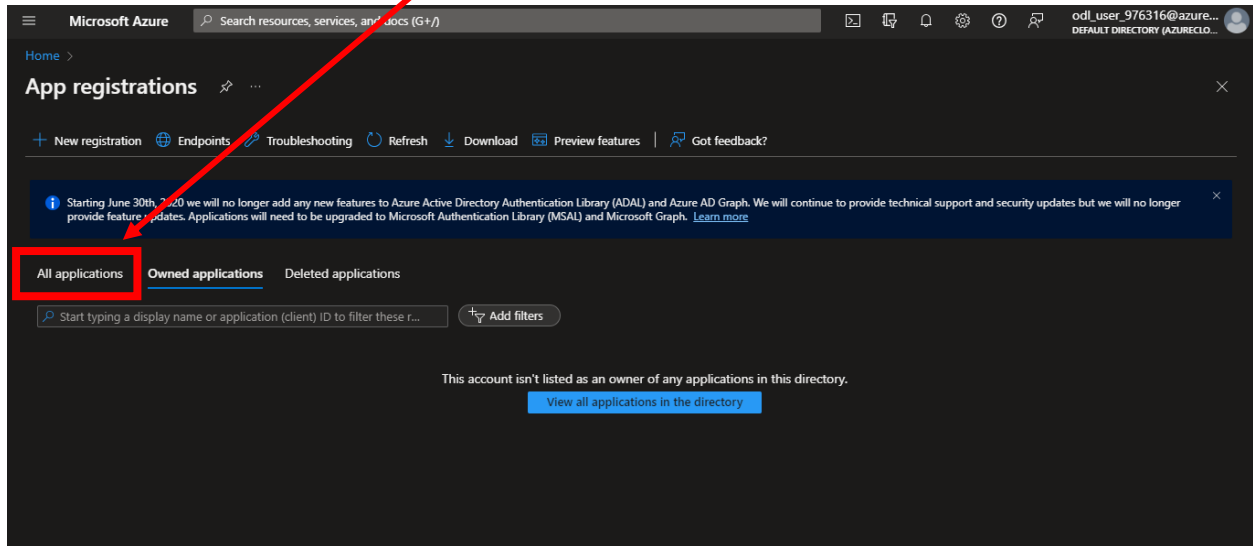 Microsoft Azure
Search resources, services, and docs (G+/)
odl_user_976316@azure...
DEFAULT DIRECTORY (AZURECLO...
Home >
App registrations ...
New registration Endpoints Troubleshooting Refresh Download Preview features | Got feedback?
Starting June 30th, 2020 we will no longer add any new features to Azure Active Directory Authentication Library (ADAL) and Azure AD Graph. We will continue to provide technical support and security updates but we will no longer
provide feature updates. Applications will need to be upgraded to Microsoft Authentication Library (MSAL) and Microsoft Graph. Learn more
All applications Owned applications Deleted applications
Start typing a display name or application (client) ID to filter these r... Add filters
This account isn't listed as an owner of any applications in this directory.
View all applications in the directory